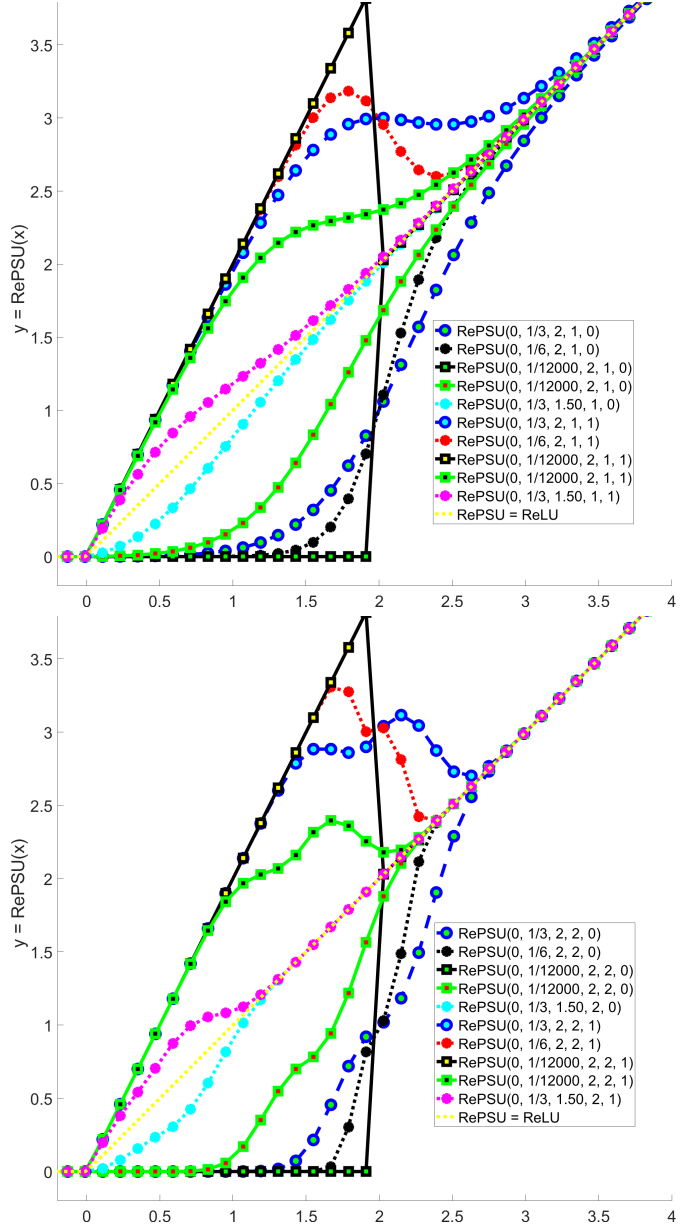 3.5
3
2.5
2
1.5
1
0.5
0
y = RePSU(x)
RePSU(0, 1/3, 2, 1, 0)
RePSU(0, 1/6, 2, 1, 0)
RePSU(0, 1/12000, 2, 1, 0)
RePSU(0, 1/12000, 2, 1, 0)
RePSU(0, 1/3, 1.50, 1, 0)
RePSU(0, 1/3, 2, 1, 1)
RePSU(0, 1/6, 2, 1, 1)
RePSU(0, 1/12000, 2, 1, 1)
RePSU(0, 1/12000, 2, 1, 1)
RePSU(0, 1/3, 1.50, 1, 1)
RePSU = ReLU
0 0.5 1 1.5 2 2.5 3 3.5 4
3.5
3
2.5
2
1.5
1
0.5
0
y = RePSU(x)
RePSU(0, 1/3, 2, 2, 0)
RePSU(0, 1/6, 2, 2, 0)
RePSU(0, 1/12000, 2, 2, 0)
RePSU(0, 1/12000, 2, 2, 0)
RePSU(0, 1/3, 1.50, 2, 0)
RePSU(0, 1/3, 2, 2, 1)
RePSU(0, 1/6, 2, 2, 1)
RePSU(0, 1/12000, 2, 2, 1)
RePSU(0, 1/12000, 2, 2, 1)
RePSU(0, 1/3, 1.50, 2, 1)
RePSU = ReLU
0 0.5 1 1.5 2 2.5 3 3.5 4